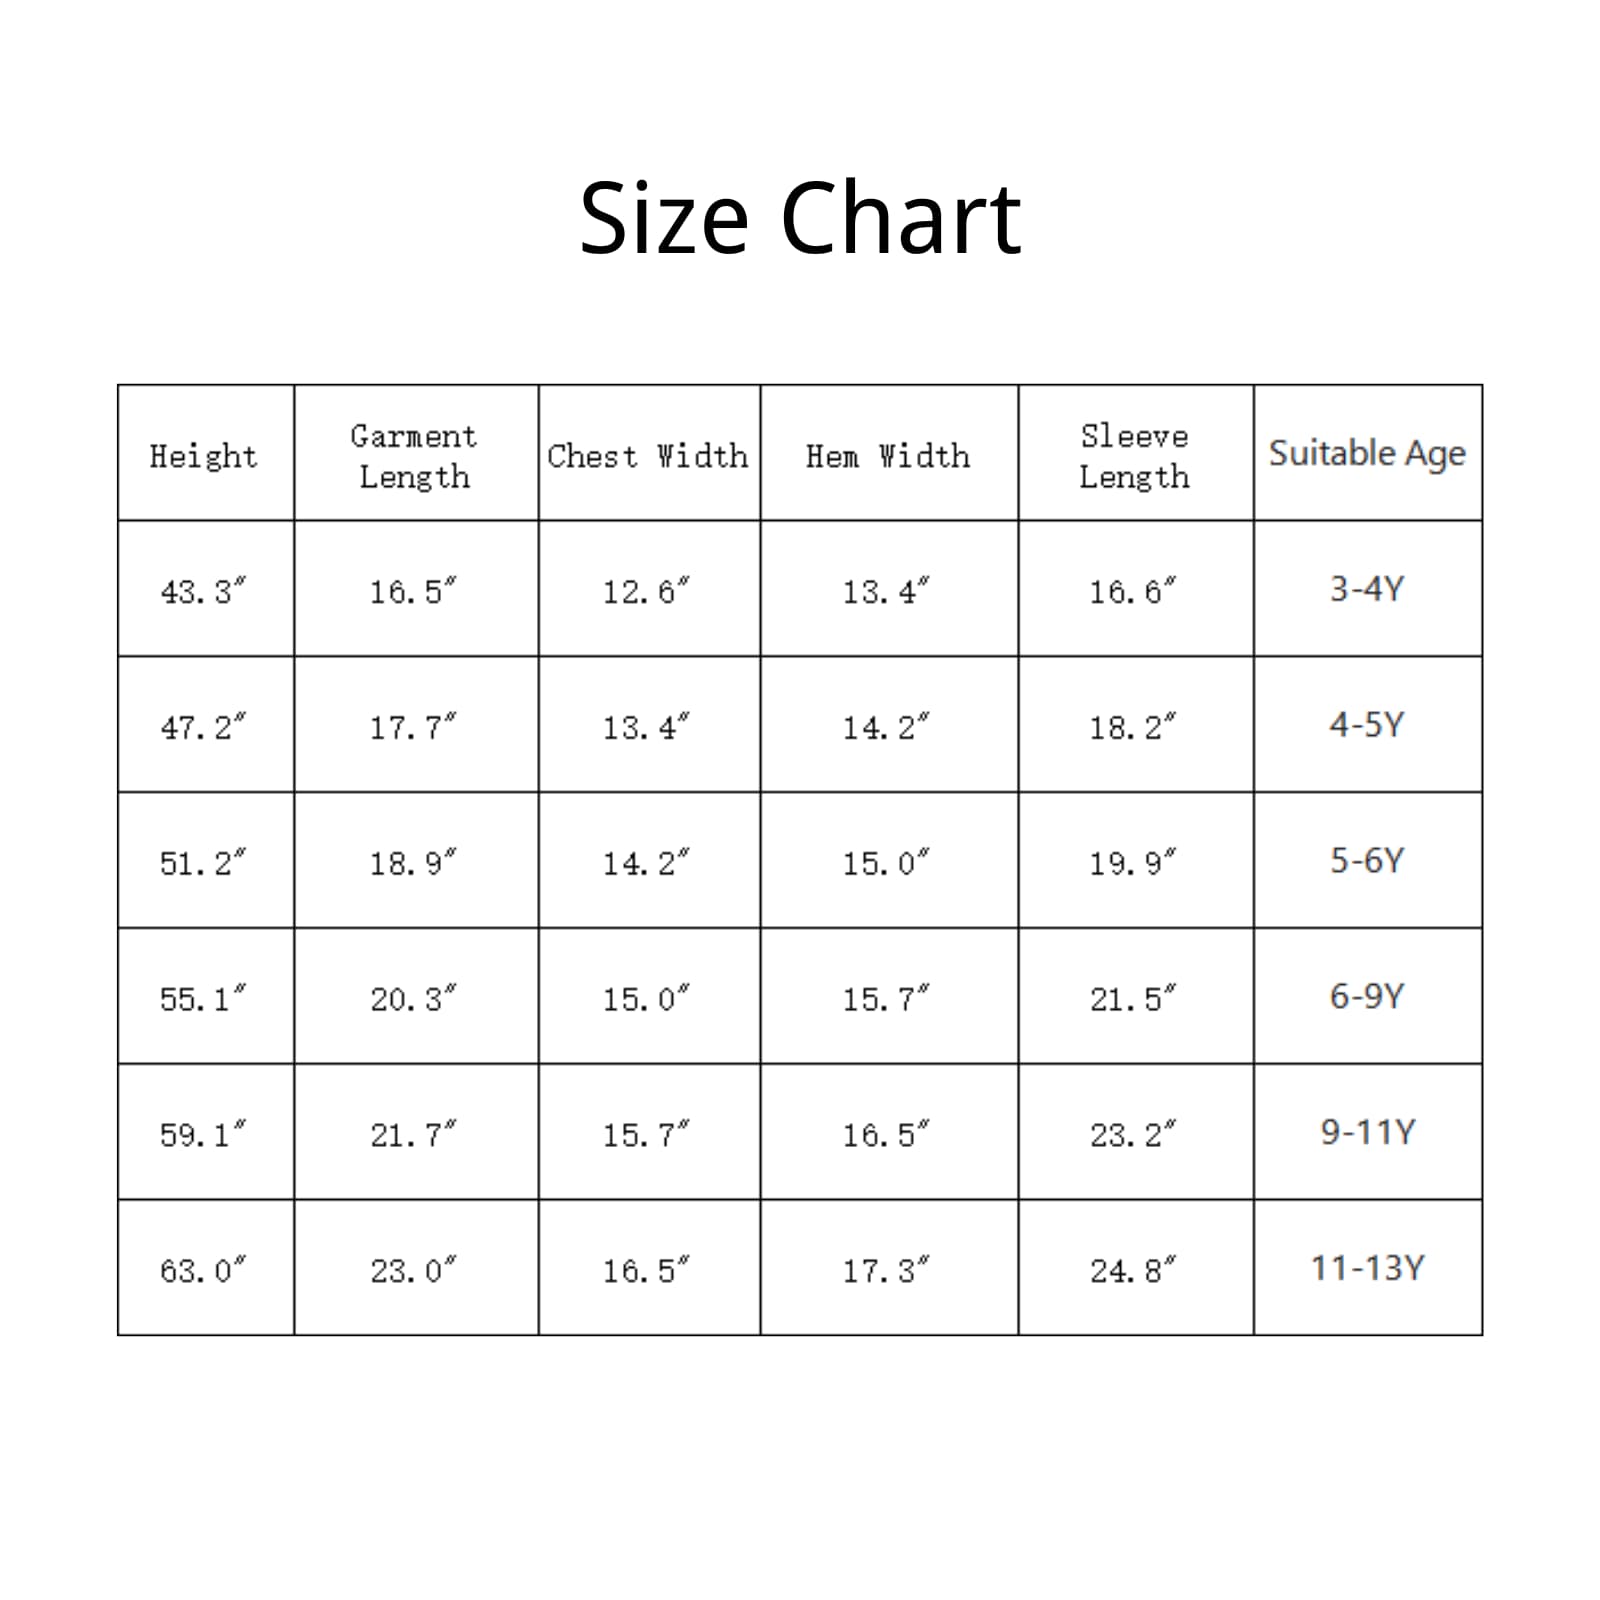 Size Chart
Height Garment Length Chest Width Hem Width Sleeve Length Suitable Age
43.3″ 16.5″ 12.6″ 13.4″ 16.6″ 3-4Y
47.2″ 17.7″ 13.4″ 14.2″ 18.2″ 4-5Y
51.2″ 18.9″ 14.2″ 15.0″ 19.9″ 5-6Y
55.1″ 20.3″ 15.0″ 15.7″ 21.5″ 6-9Y
59.1″ 21.7″ 15.7″ 16.5″ 23.2″ 9-11Y
63.0″ 23.0″ 16.5″ 17.3″ 24.8″ 11-13Y